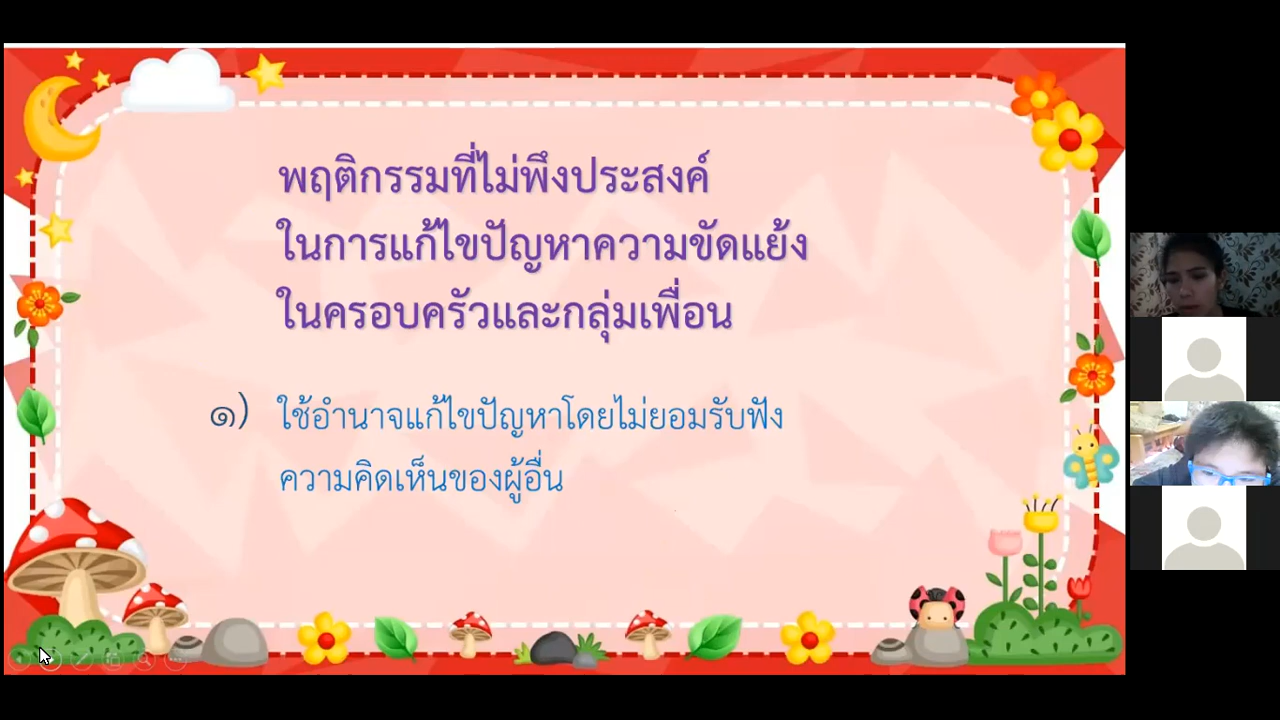 พฤติกรรมที่ไม่พึงประสงค์
ในการแก้ไขปัญหาความขัดแย้ง
ในครอบครัวและกลุ่มเพื่อน
๑) ใช้อำนาจแก้ไขปัญหาโดยไม่ยอมรับฟัง
ความคิดเห็นของผู้อื่น